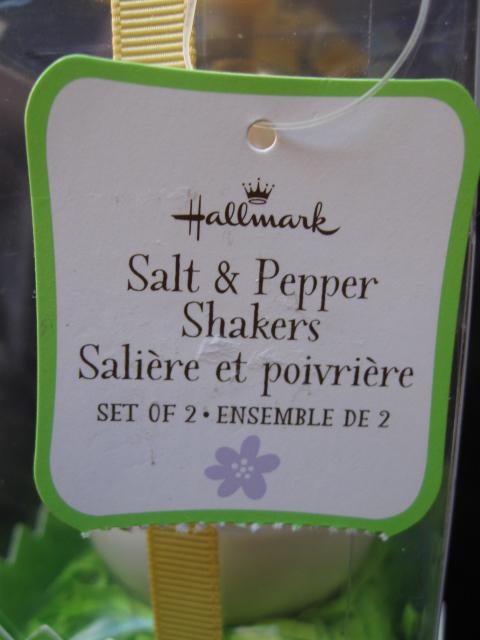 Hallmark
Salt & Pepper
Shakers
Salière et poivrière
SET OF 2 • ENSEMBLE DE 2